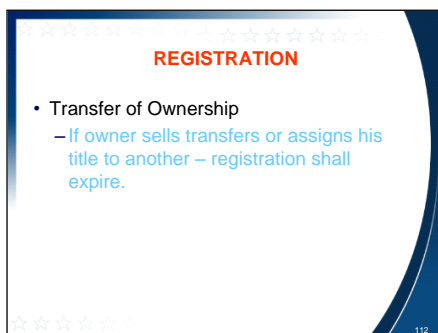 REGISTRATION
• Transfer of Ownership
– If owner sells transfers or assigns his
title to another – registration shall
expire.
112